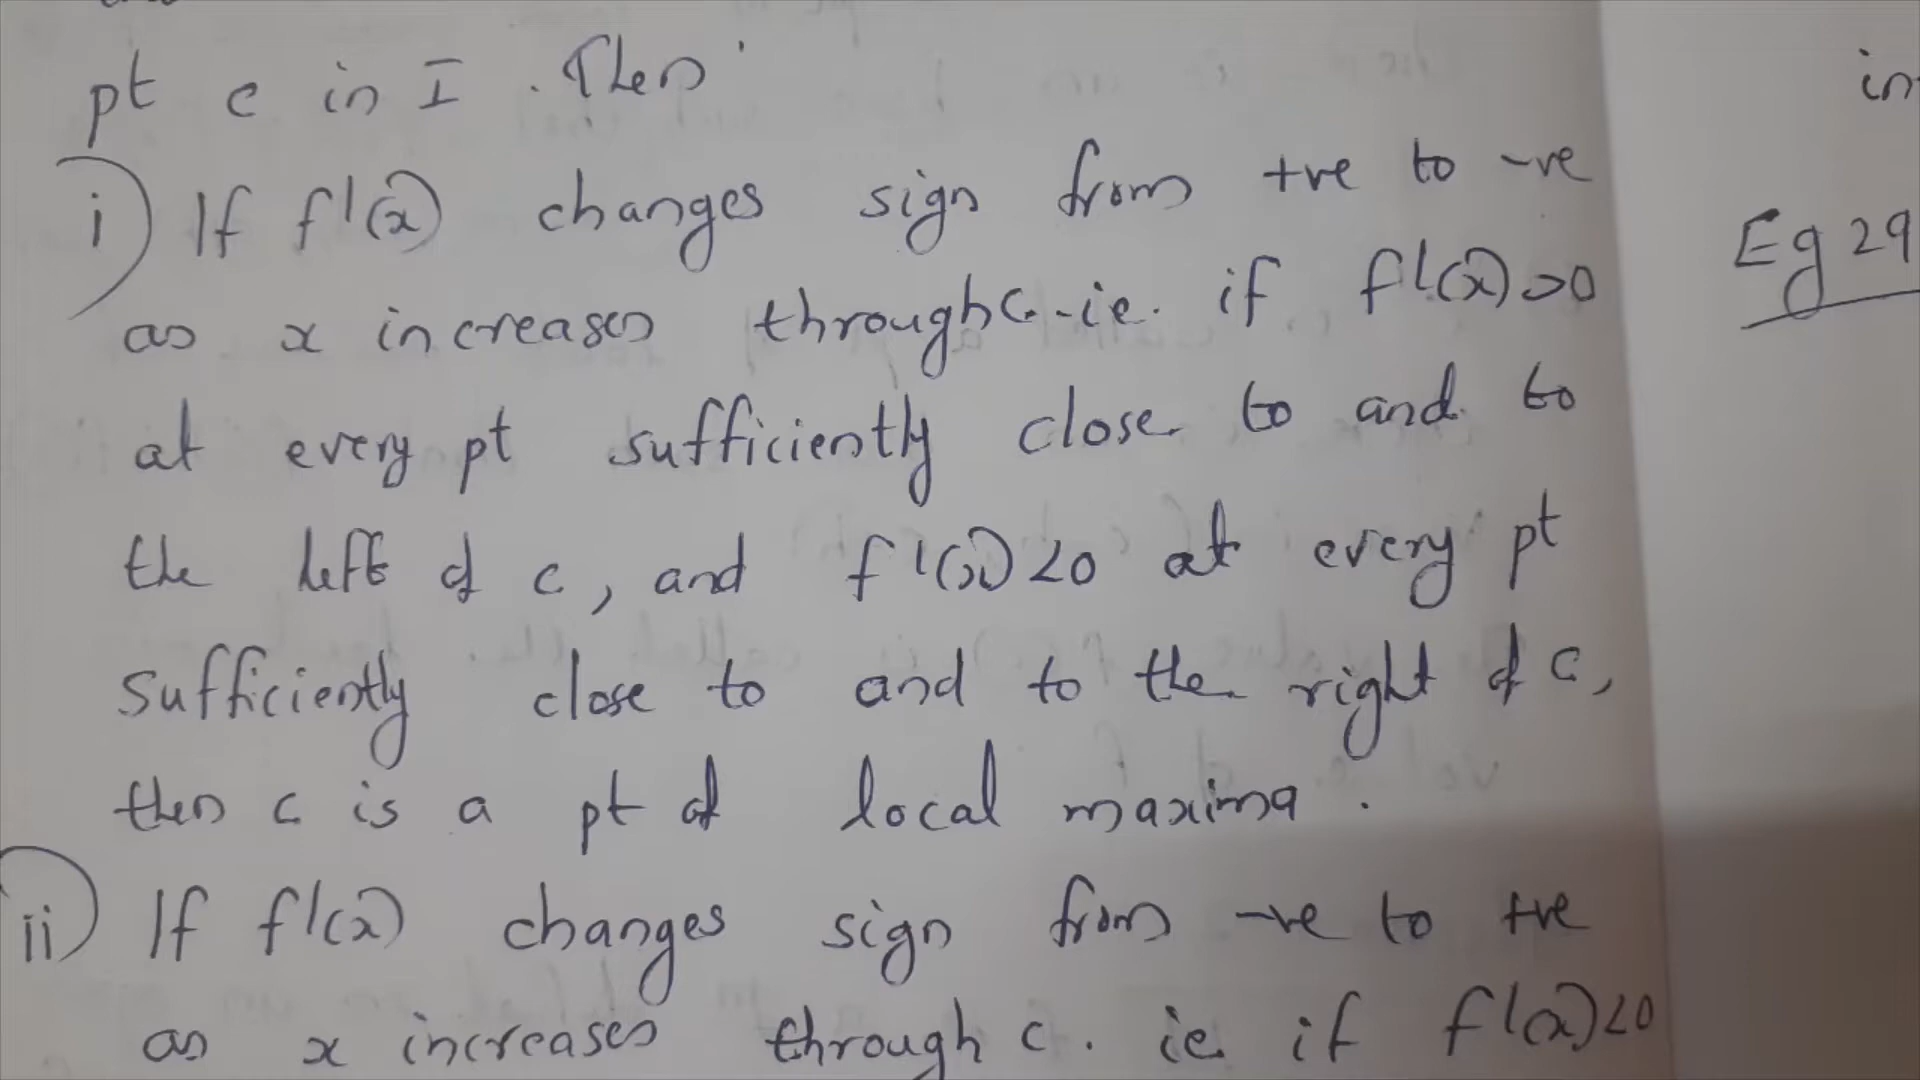 pt c in I. Then
i) If f'(x) changes sign from +ve to -ve
as x increases through c. ie. if f'(x)>0
at every pt sufficiently close to and to
the left of c, and f'(x)<0 at every pt
sufficiently close to and to the right of c,
then c is a pt of local maxima.
ii) If f'(x) changes sign from -ve to +ve
as x increases through c. ie if f'(x)<0
Eg 29